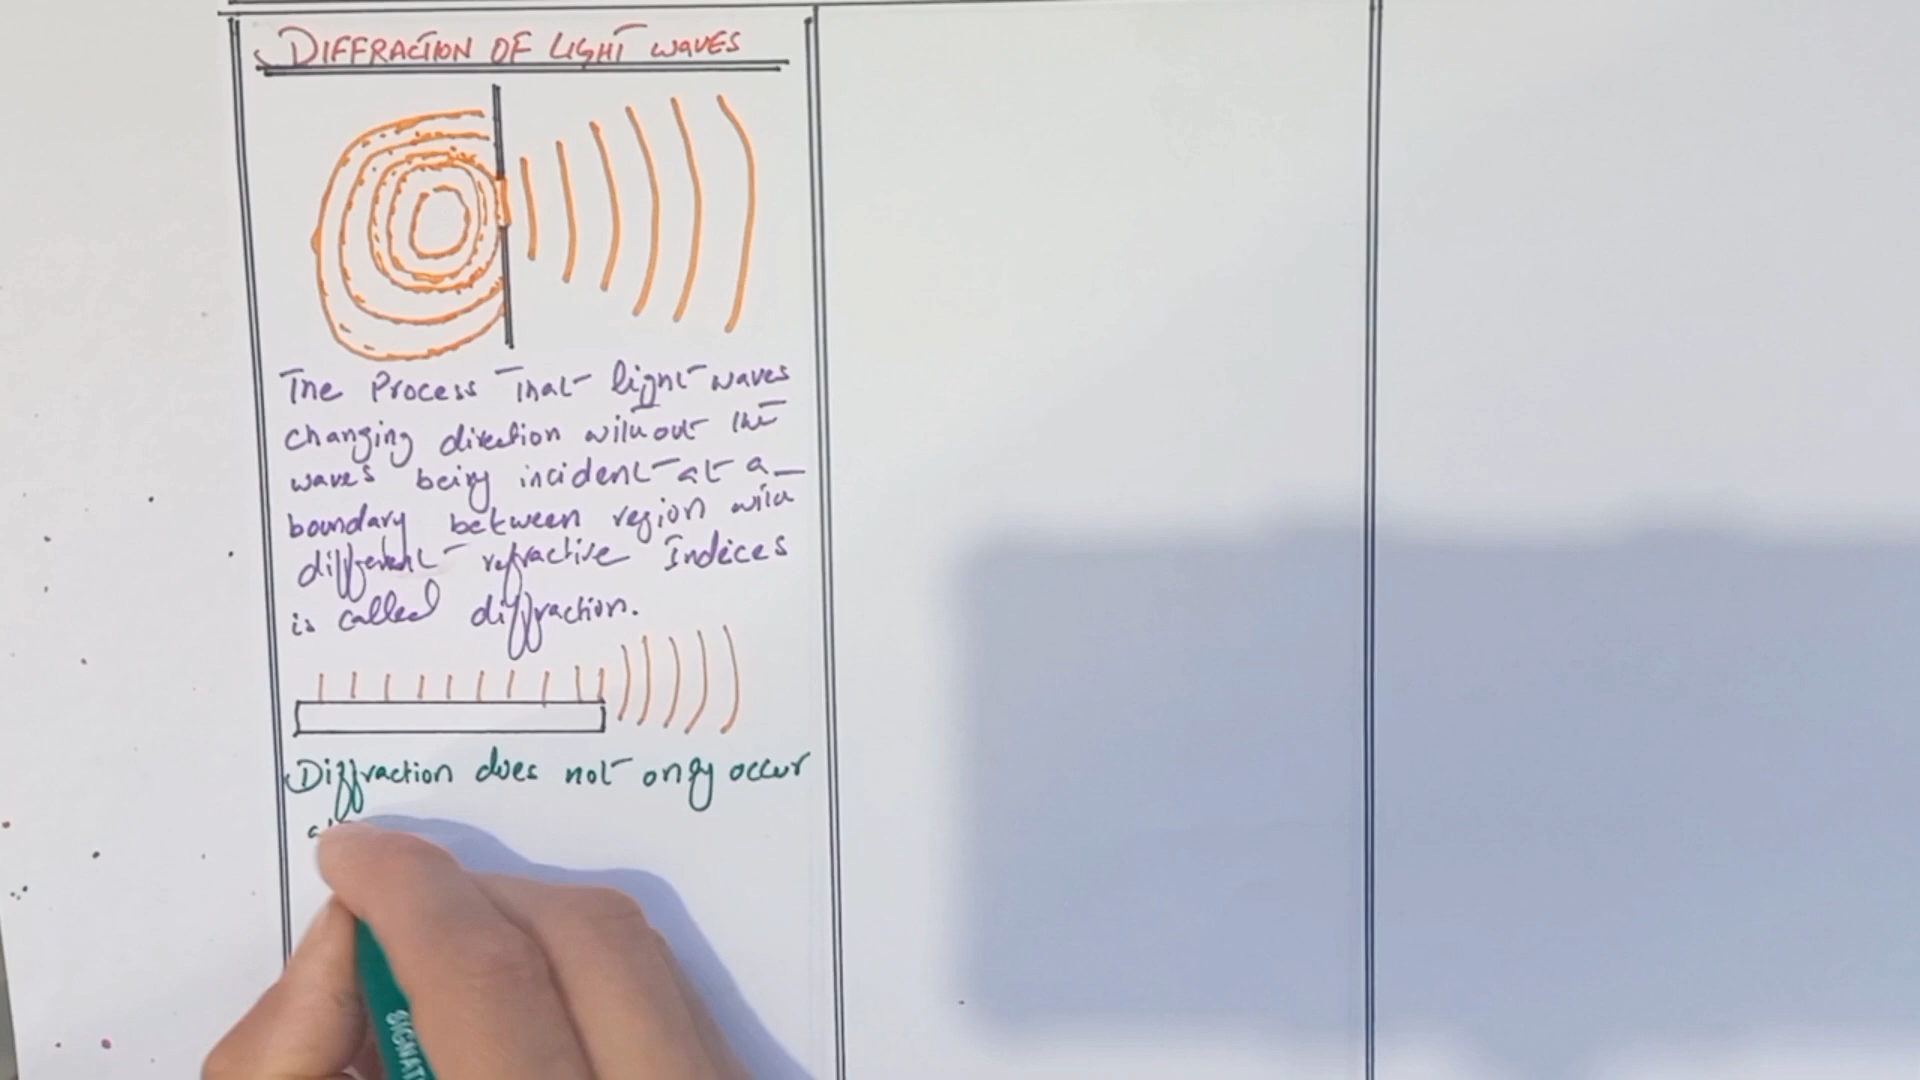 DIFFRACTION OF LIGHT WAVES
The Process That light waves
changing direction without the
waves being incident at a
boundary between region with
different refractive Indices
is called diffraction.
Diffraction does not only occur
SIGNAT